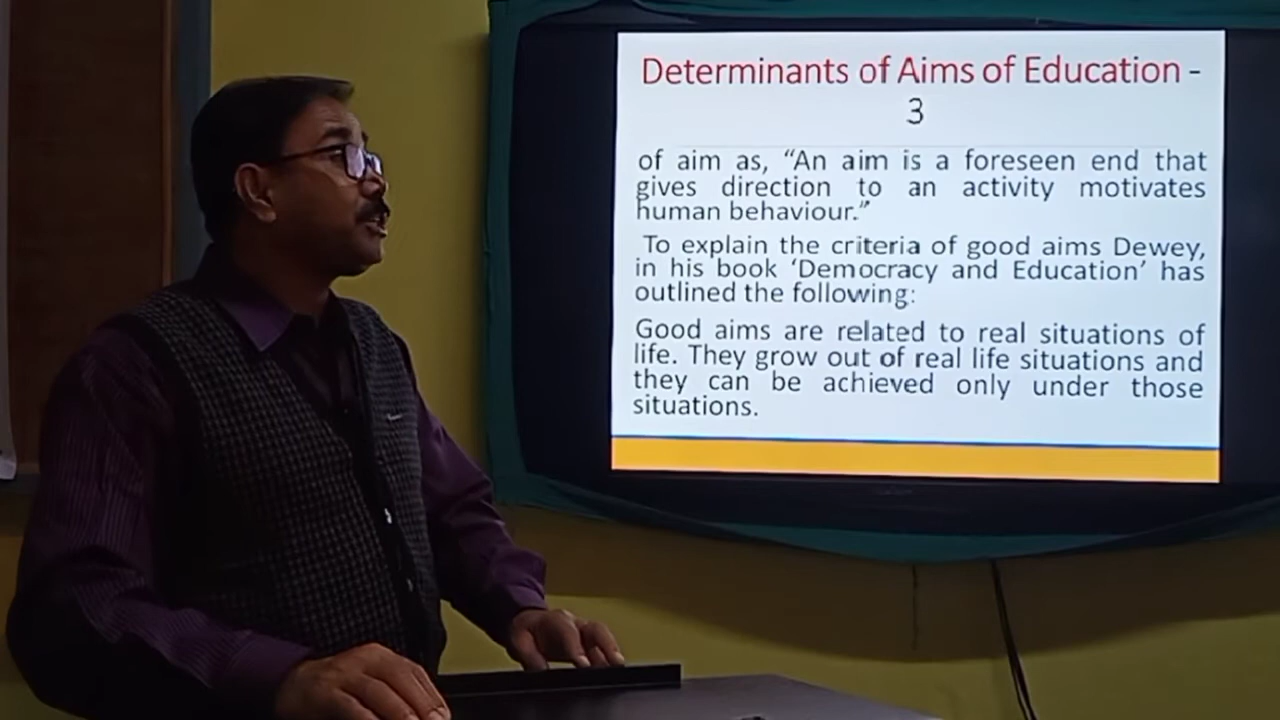 Determinants of Aims of Education -
3
of aim as, “An aim is a foreseen end that
gives direction to an activity motivates
human behaviour.”
To explain the criteria of good aims Dewey,
in his book ‘Democracy and Education’ has
outlined the following:
Good aims are related to real situations of
life. They grow out of real life situations and
they can be achieved only under those
situations.